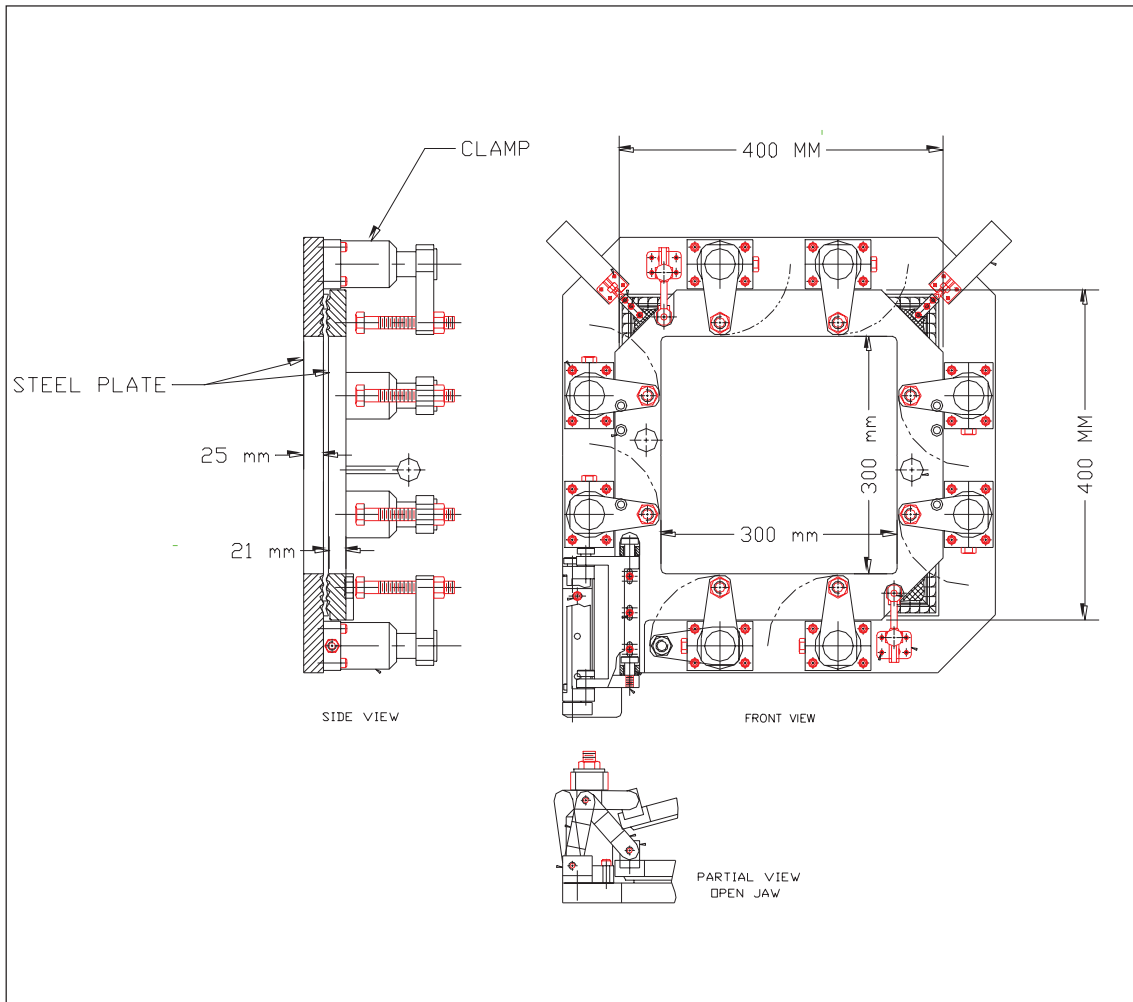 400 MM
CLAMP
STEEL PLATE
25 mm
300 mm
400 MM
300 mm
21 mm
SIDE VIEW
FRONT VIEW
PARTIAL VIEW
OPEN JAW